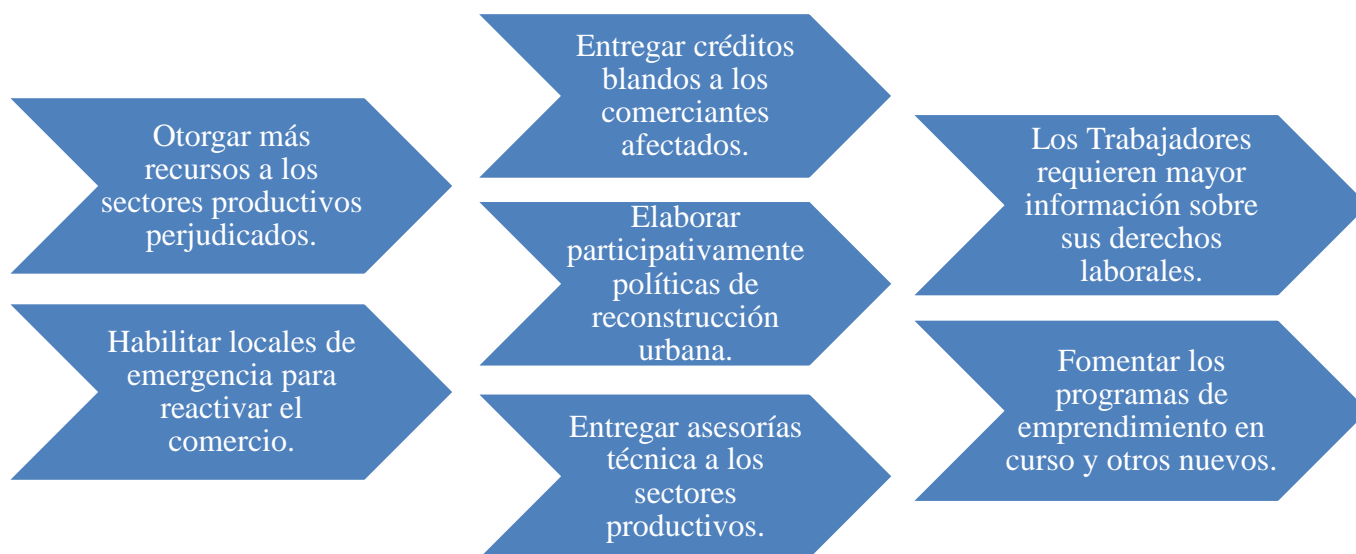 Otorgar más
recursos a los
sectores productivos
perjudicados.
Habilitar locales de
emergencia para
reactivar el
comercio.
Entregar créditos
blandos a los
comerciantes
afectados.
Elaborar
participativamente
políticas de
reconstrucción
urbana.
Entregar asesorías
técnica a los
sectores
productivos.
Los Trabajadores
requieren mayor
información sobre
sus derechos
laborales.
Fomentar los
programas de
emprendimiento en
curso y otros nuevos.